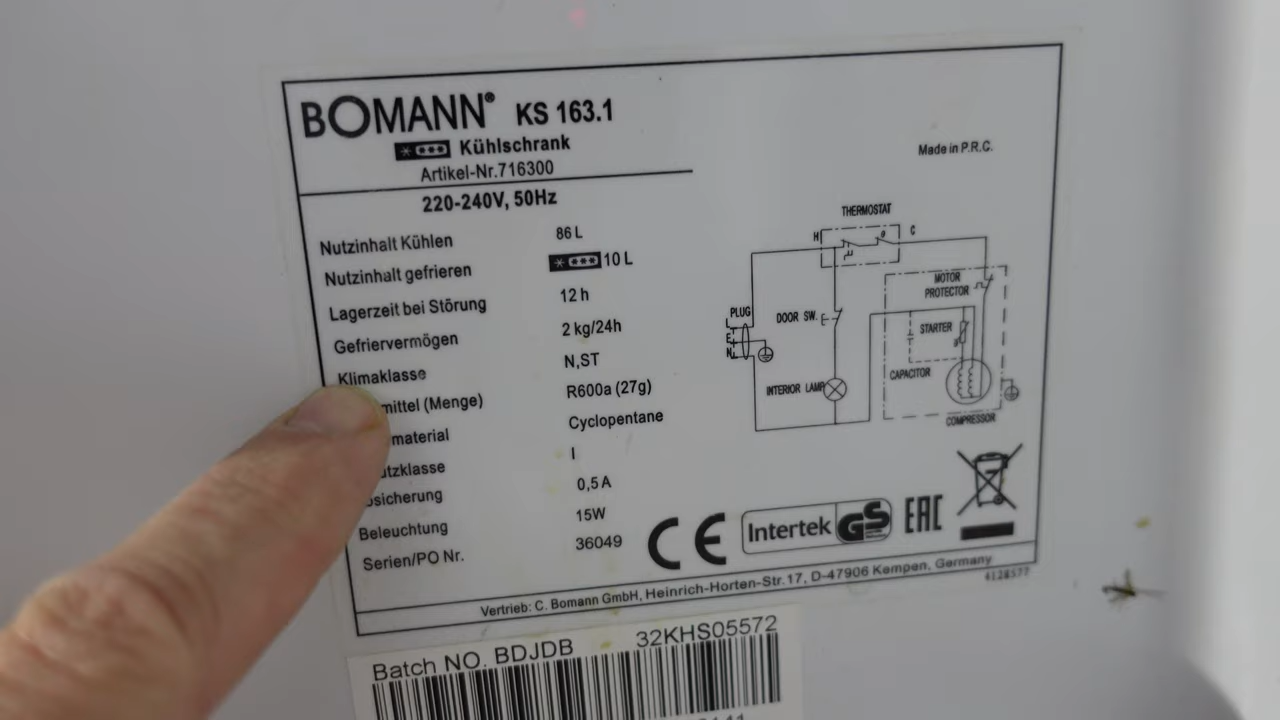 BOMANN® KS 163.1
Kühlschrank
Artikel-Nr.716300
Made in P.R.C.
220-240V, 50Hz
Nutzinhalt Kühlen 86 L
Nutzinhalt gefrieren 10 L
Lagerzeit bei Störung 12 h
Gefriervermögen 2 kg/24h
Klimaklasse N,ST
mittel (Menge) R600a (27g)
material Cyclopentane
utzklasse I
sicherung 0,5 A
Beleuchtung 15W
Serien/PO Nr. 36049
THERMOSTAT
H C
MOTOR
PROTECTOR
PLUG
L
E
N
DOOR SW.
STARTER
CAPACITOR
INTERIOR LAMP
COMPRESSOR
CE Intertek GS EAC
Vertrieb: C. Bomann GmbH, Heinrich-Horten-Str.17, D-47906 Kempen, Germany
4128577
Batch NO. BDJDB 32KHS05572